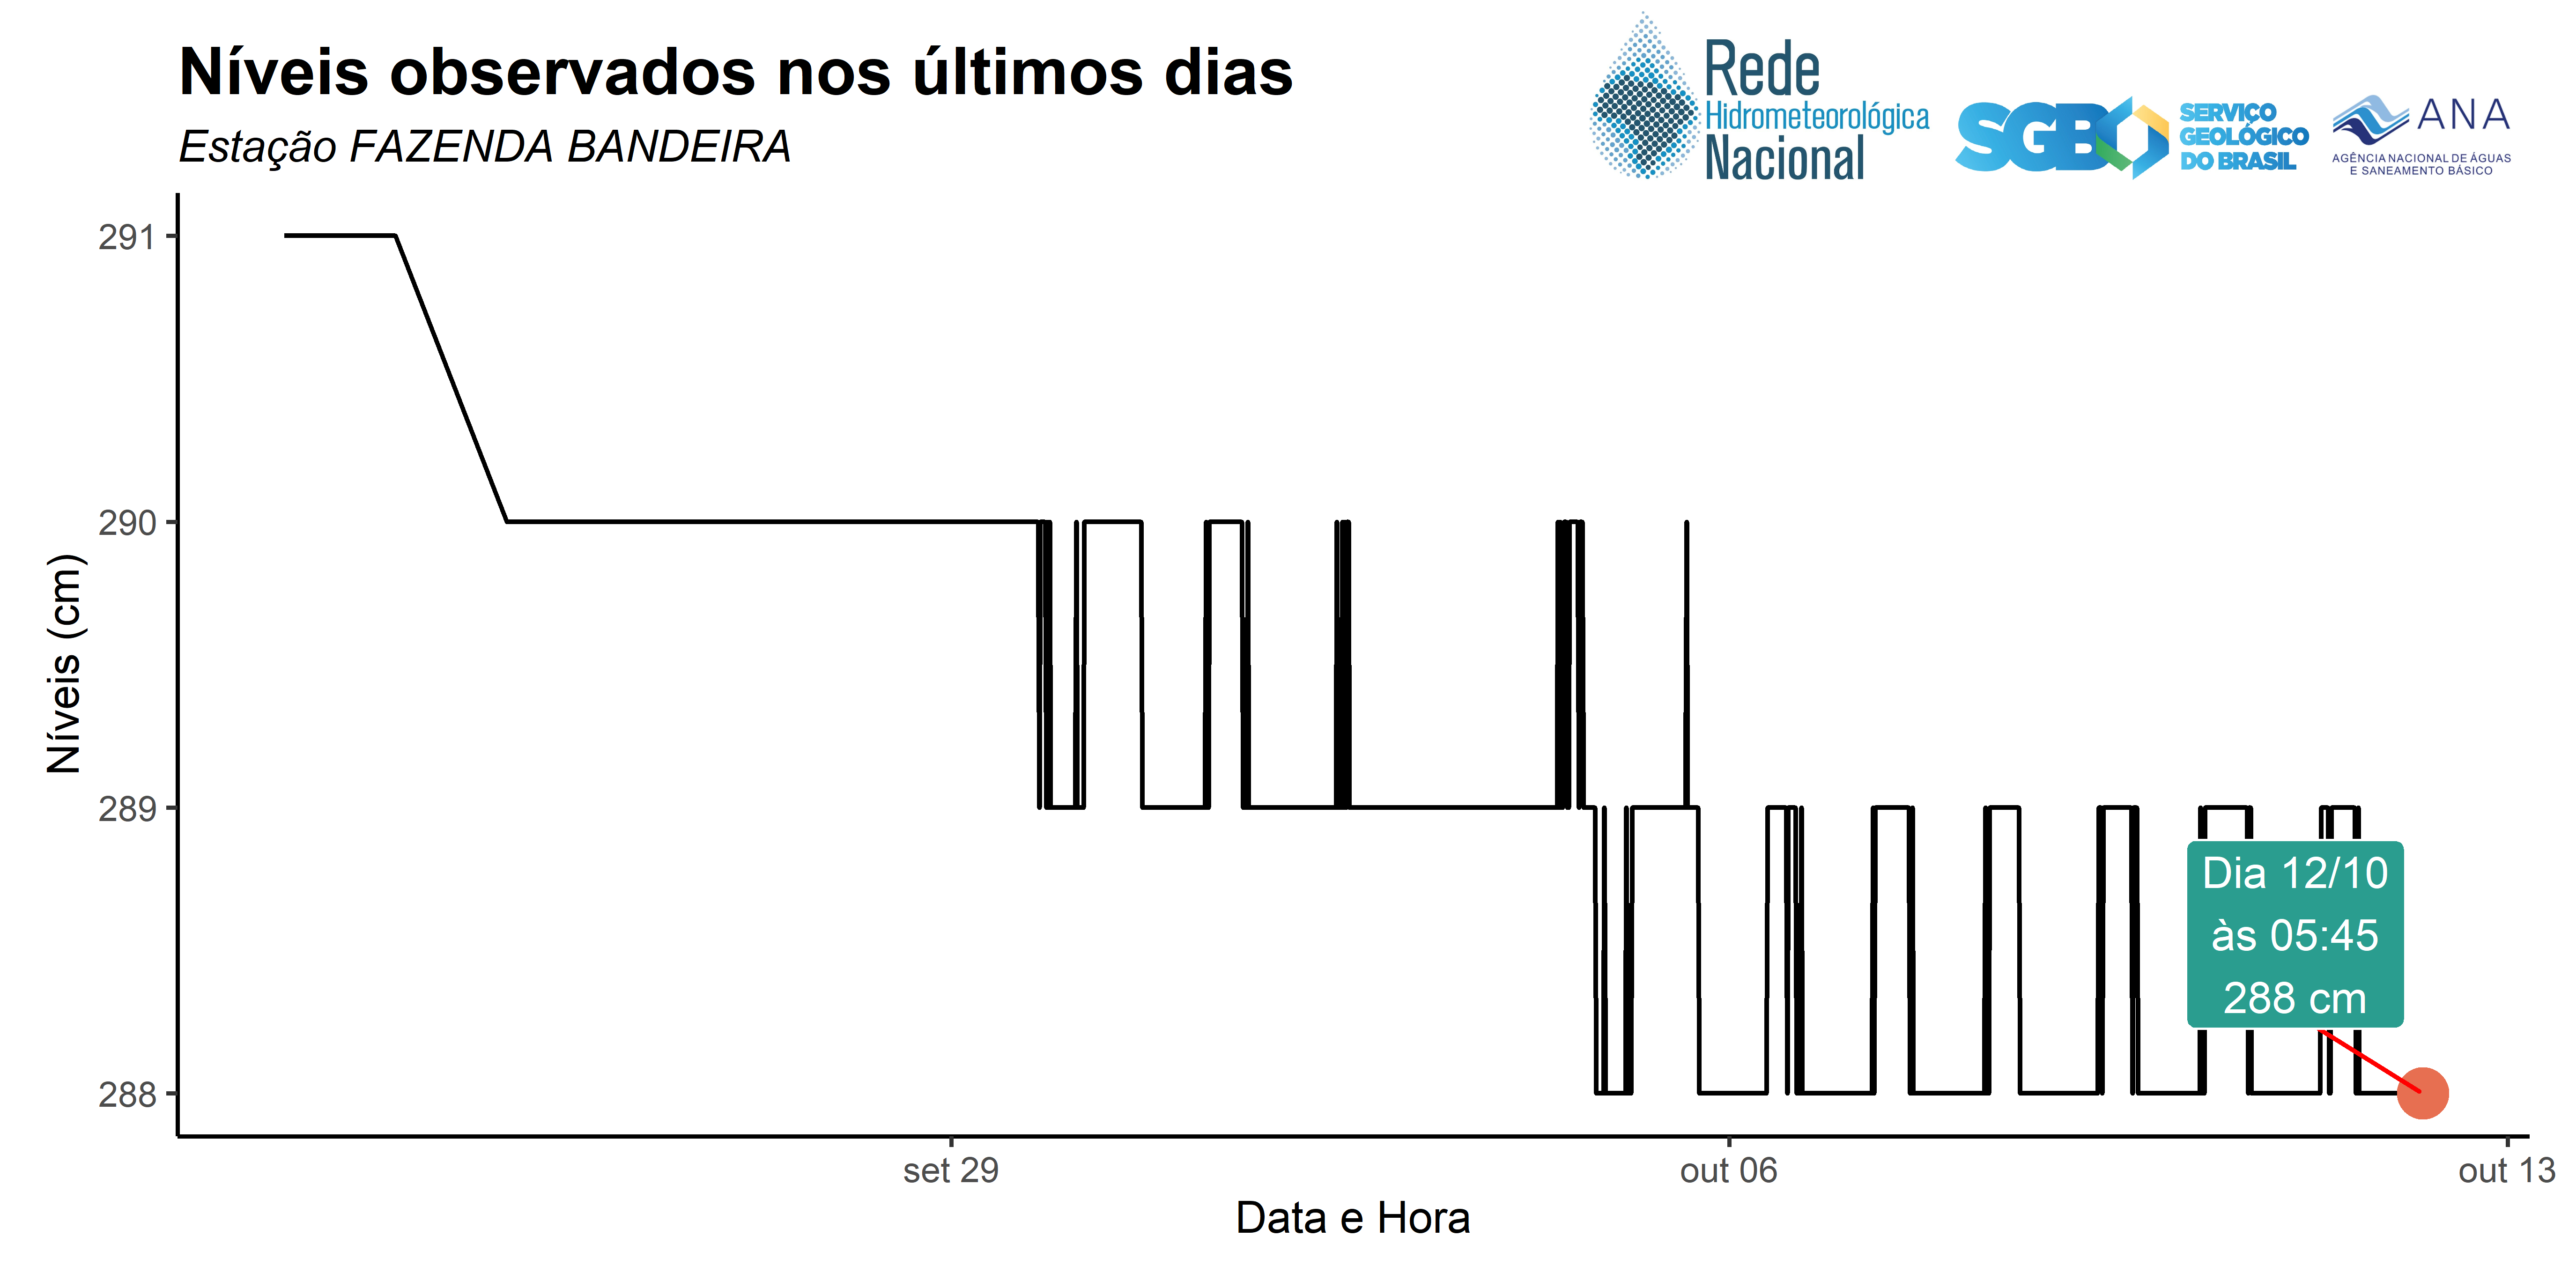 Níveis observados nos últimos dias
Estação FAZENDA BANDEIRA
Rede
Hidrometeorológica
Nacional
SGB
SERVIÇO
GEOLÓGICO
DO BRASIL
ANA
AGÊNCIA NACIONAL DE ÁGUAS
E SANEAMENTO BÁSICO
Níveis (cm)
291
290
289
288
Dia 12/10
às 05:45
288 cm
set 29
out 06
out 13
Data e Hora